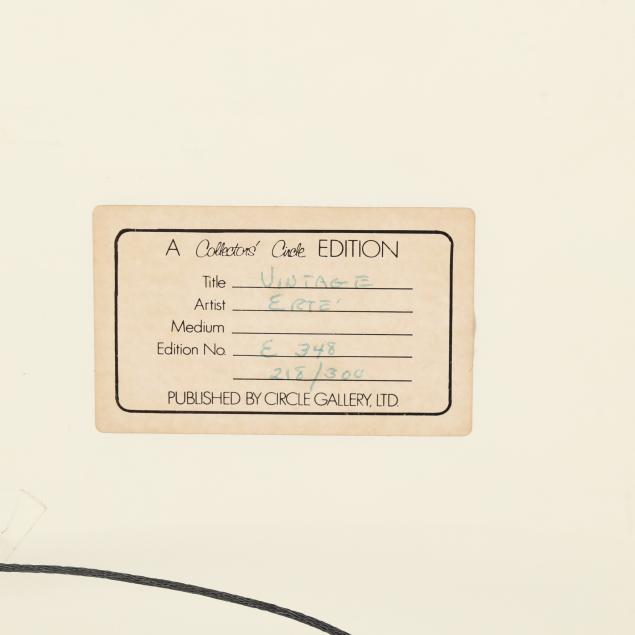 A Collectors' Circle EDITION
Title VINTAGE
Artist ERTE'
Medium
Edition No. E 348
218/300
PUBLISHED BY CIRCLE GALLERY, LTD.